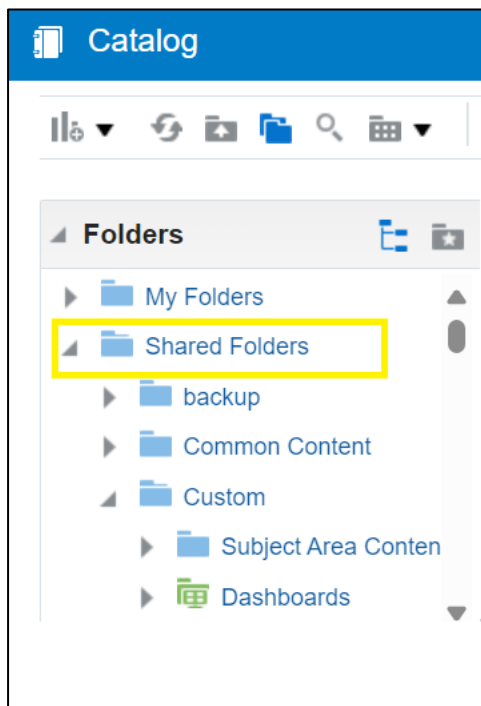 Catalog
Folders
My Folders
Shared Folders
backup
Common Content
Custom
Subject Area Conten
Dashboards